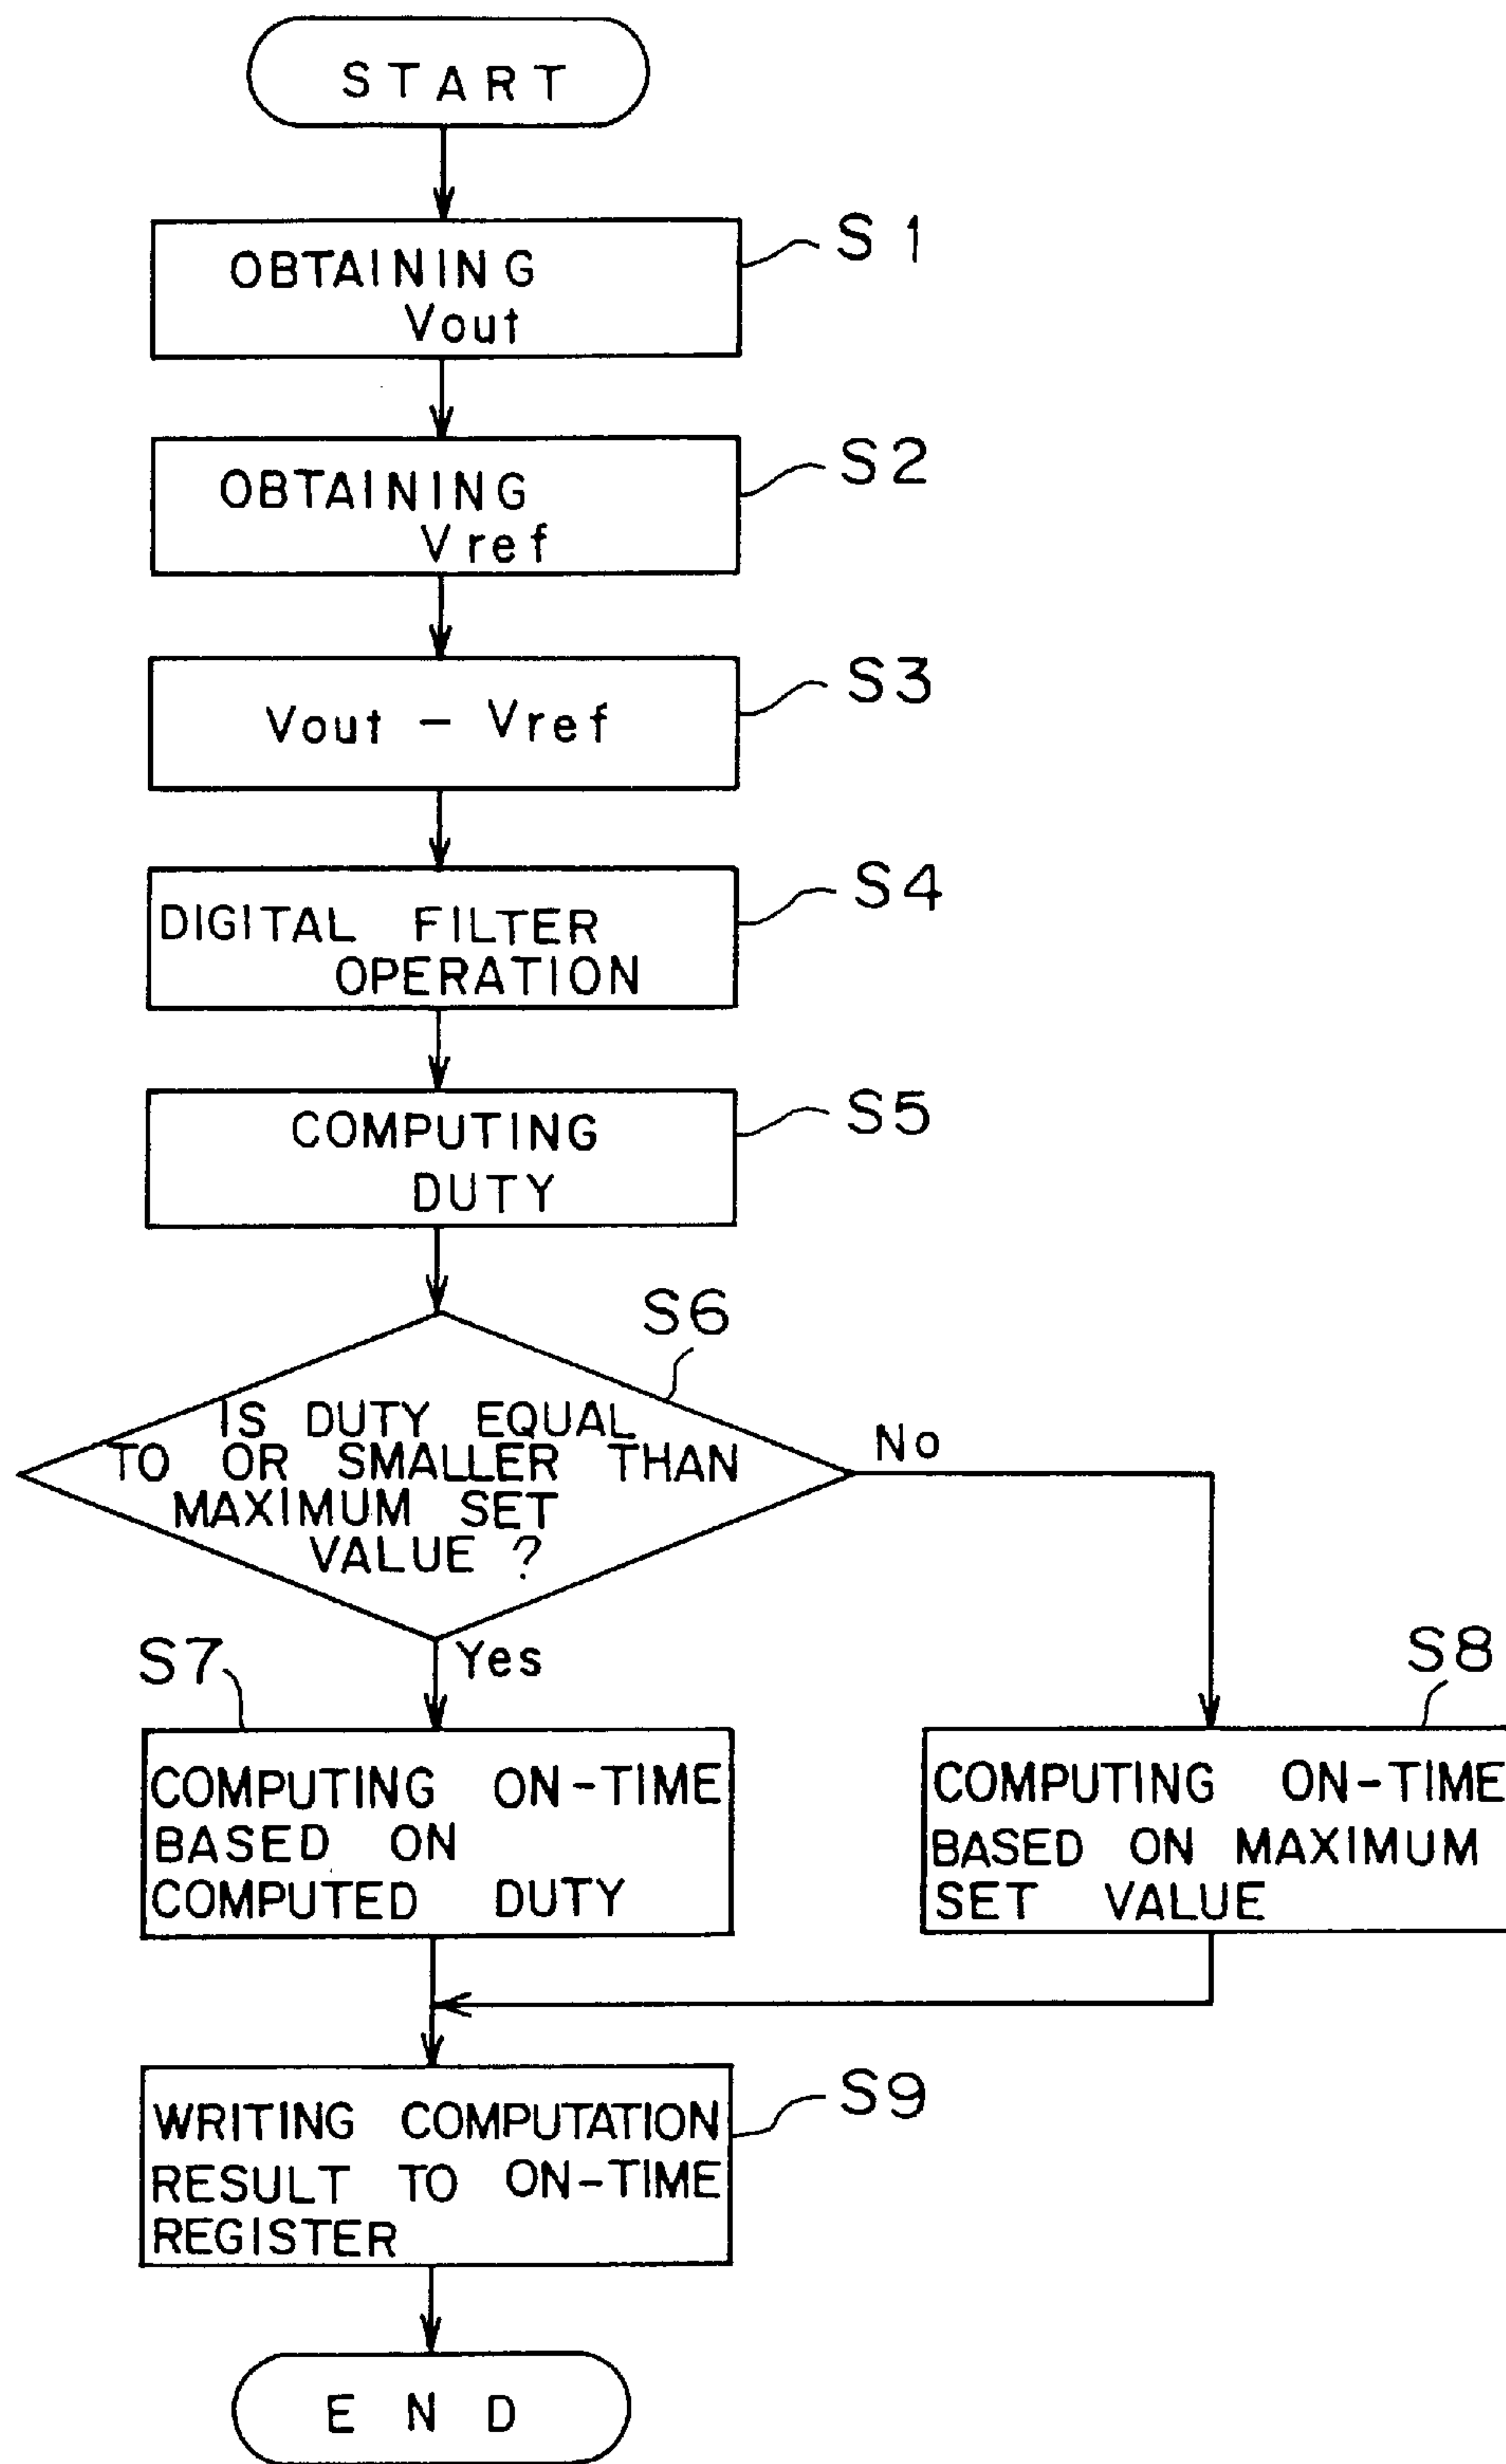 START
OBTAINING
Vout
S1
OBTAINING
Vref
S2
Vout - Vref
S3
DIGITAL FILTER
OPERATION
S4
COMPUTING
DUTY
S5
S6
IS DUTY EQUAL
TO OR SMALLER THAN
MAXIMUM SET
VALUE ?
No
Yes
S7
COMPUTING ON-TIME
BASED ON
COMPUTED DUTY
S8
COMPUTING ON-TIME
BASED ON MAXIMUM
SET VALUE
WRITING COMPUTATION
RESULT TO ON-TIME
REGISTER
S9
END